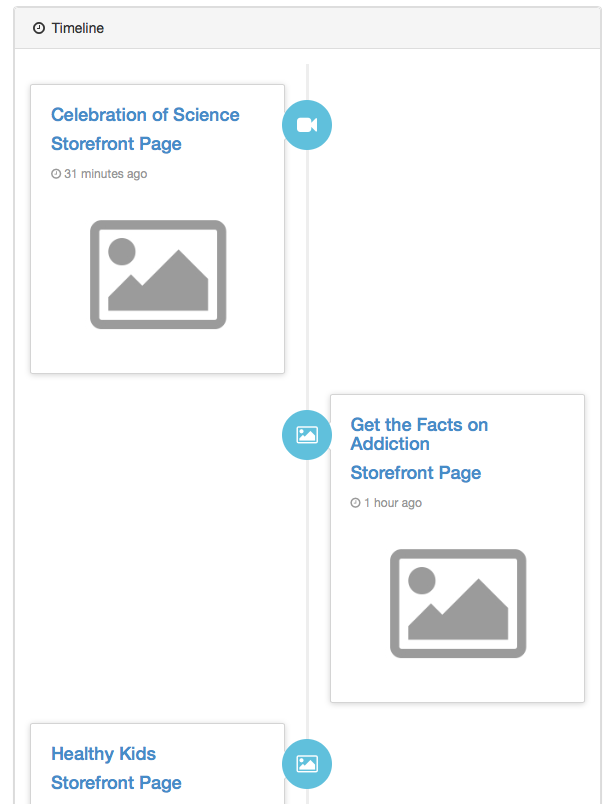 Timeline
Celebration of Science
Storefront Page
31 minutes ago
Get the Facts on
Addiction
Storefront Page
1 hour ago
Healthy Kids
Storefront Page